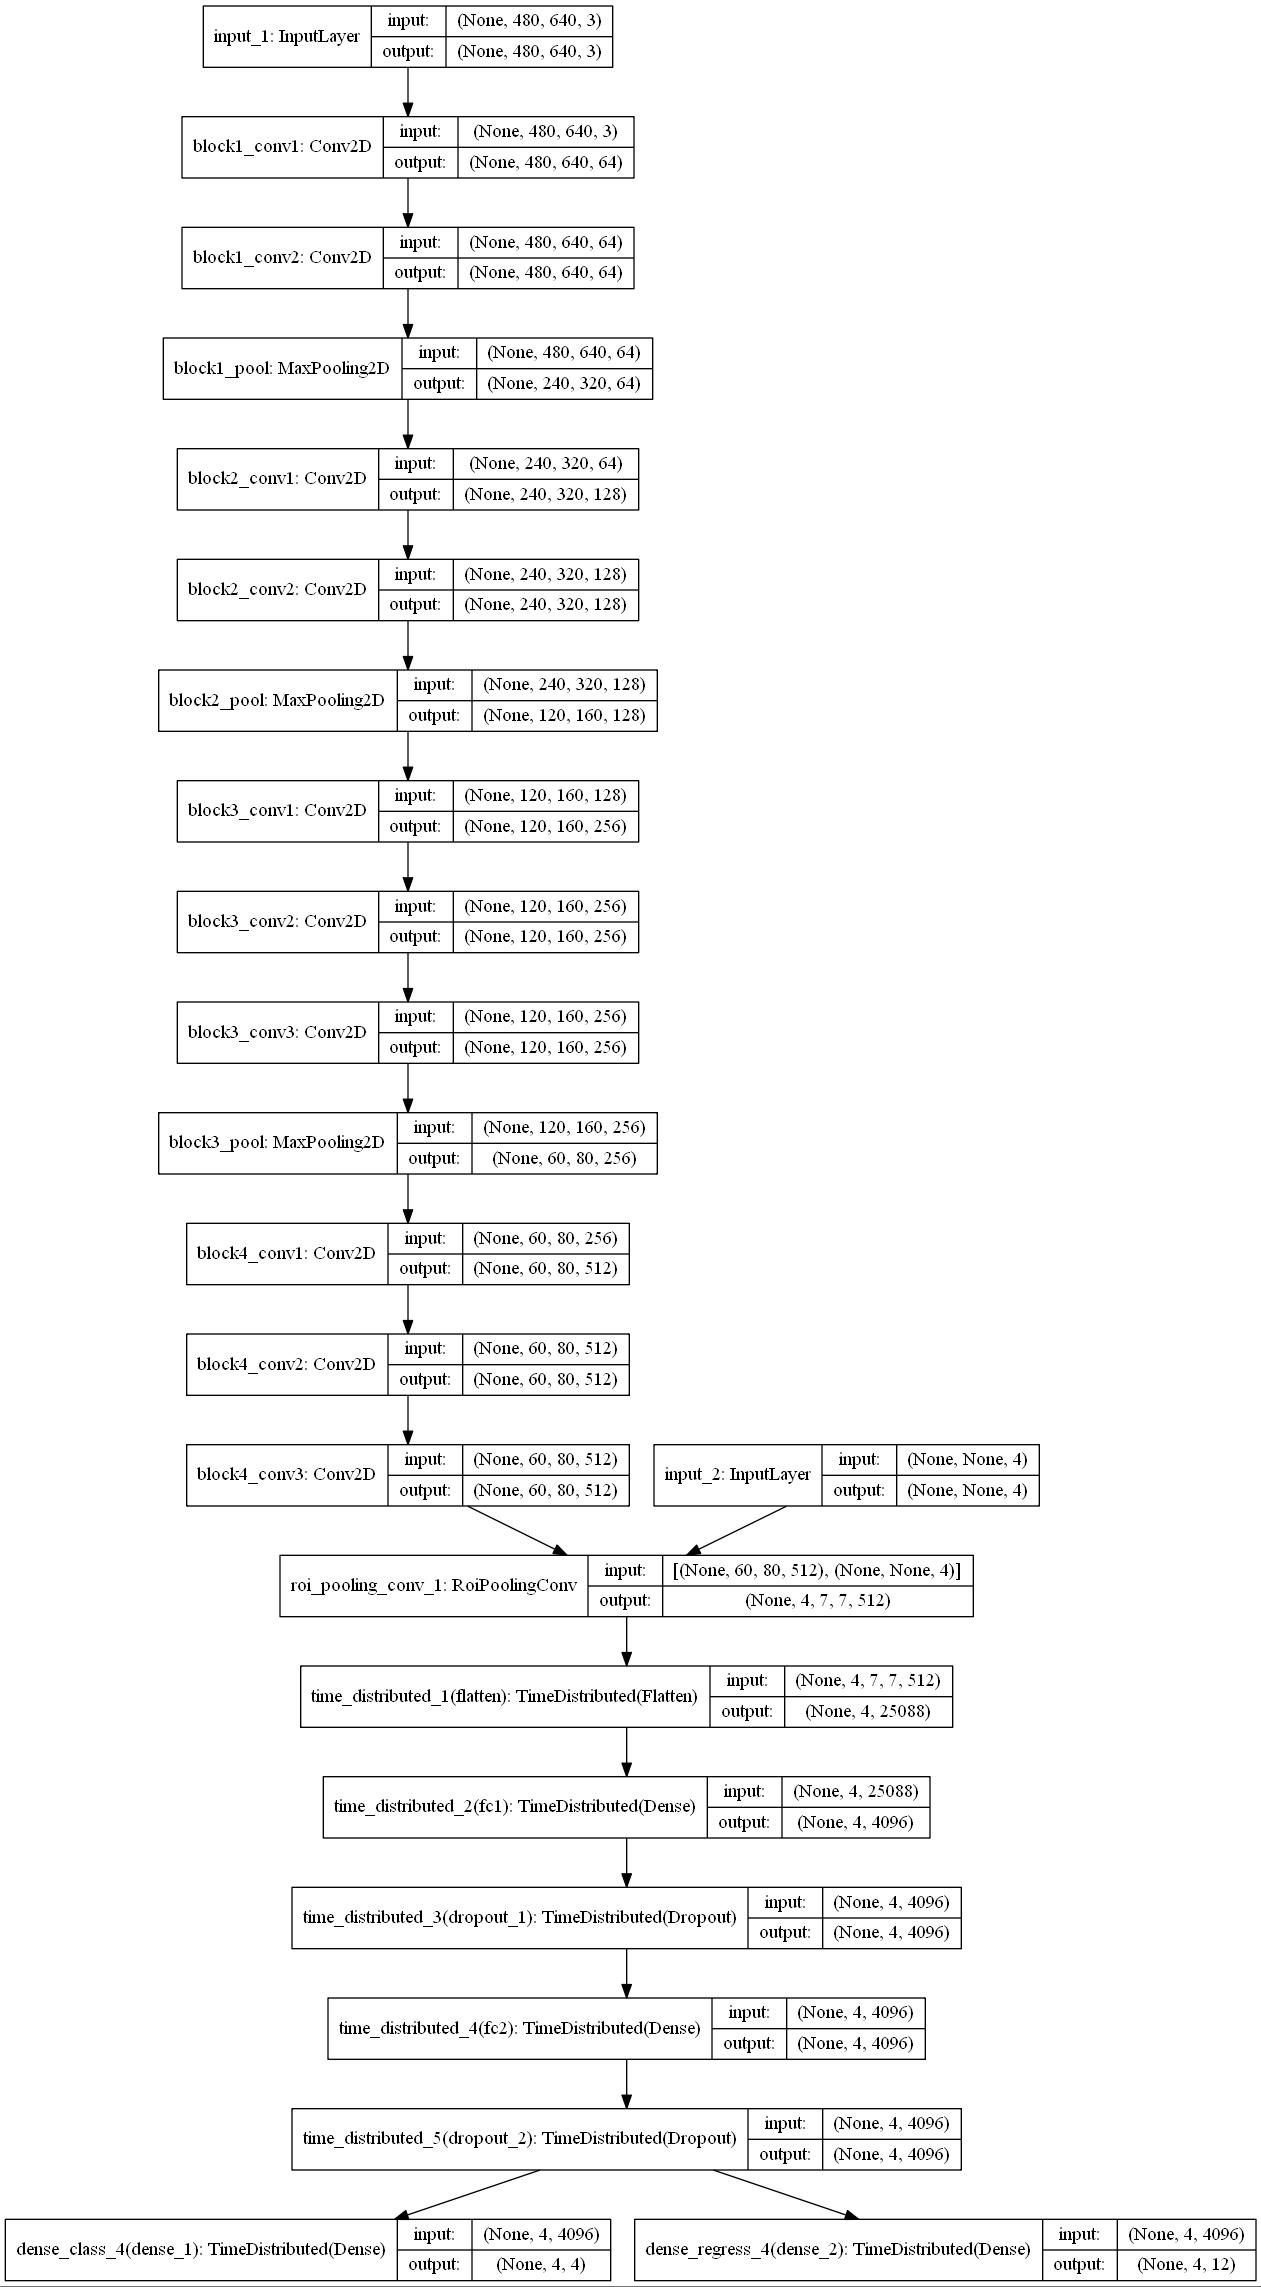 input_1: InputLayer
input:
(None, 480, 640, 3)
output:
(None, 480, 640, 3)
block1_conv1: Conv2D
input:
(None, 480, 640, 3)
output:
(None, 480, 640, 64)
block1_conv2: Conv2D
input:
(None, 480, 640, 64)
output:
(None, 480, 640, 64)
block1_pool: MaxPooling2D
input:
(None, 480, 640, 64)
output:
(None, 240, 320, 64)
block2_conv1: Conv2D
input:
(None, 240, 320, 64)
output:
(None, 240, 320, 128)
block2_conv2: Conv2D
input:
(None, 240, 320, 128)
output:
(None, 240, 320, 128)
block2_pool: MaxPooling2D
input:
(None, 240, 320, 128)
output:
(None, 120, 160, 128)
block3_conv1: Conv2D
input:
(None, 120, 160, 128)
output:
(None, 120, 160, 256)
block3_conv2: Conv2D
input:
(None, 120, 160, 256)
output:
(None, 120, 160, 256)
block3_conv3: Conv2D
input:
(None, 120, 160, 256)
output:
(None, 120, 160, 256)
block3_pool: MaxPooling2D
input:
(None, 120, 160, 256)
output:
(None, 60, 80, 256)
block4_conv1: Conv2D
input:
(None, 60, 80, 256)
output:
(None, 60, 80, 512)
block4_conv2: Conv2D
input:
(None, 60, 80, 512)
output:
(None, 60, 80, 512)
block4_conv3: Conv2D
input:
(None, 60, 80, 512)
output:
(None, 60, 80, 512)
input_2: InputLayer
input:
(None, None, 4)
output:
(None, None, 4)
roi_pooling_conv_1: RoiPoolingConv
input:
[(None, 60, 80, 512), (None, None, 4)]
output:
(None, 4, 7, 7, 512)
time_distributed_1(flatten): TimeDistributed(Flatten)
input:
(None, 4, 7, 7, 512)
output:
(None, 4, 25088)
time_distributed_2(fc1): TimeDistributed(Dense)
input:
(None, 4, 25088)
output:
(None, 4, 4096)
time_distributed_3(dropout_1): TimeDistributed(Dropout)
input:
(None, 4, 4096)
output:
(None, 4, 4096)
time_distributed_4(fc2): TimeDistributed(Dense)
input:
(None, 4, 4096)
output:
(None, 4, 4096)
time_distributed_5(dropout_2): TimeDistributed(Dropout)
input:
(None, 4, 4096)
output:
(None, 4, 4096)
dense_class_4(dense_1): TimeDistributed(Dense)
input:
(None, 4, 4096)
output:
(None, 4, 4)
dense_regress_4(dense_2): TimeDistributed(Dense)
input:
(None, 4, 4096)
output:
(None, 4, 12)